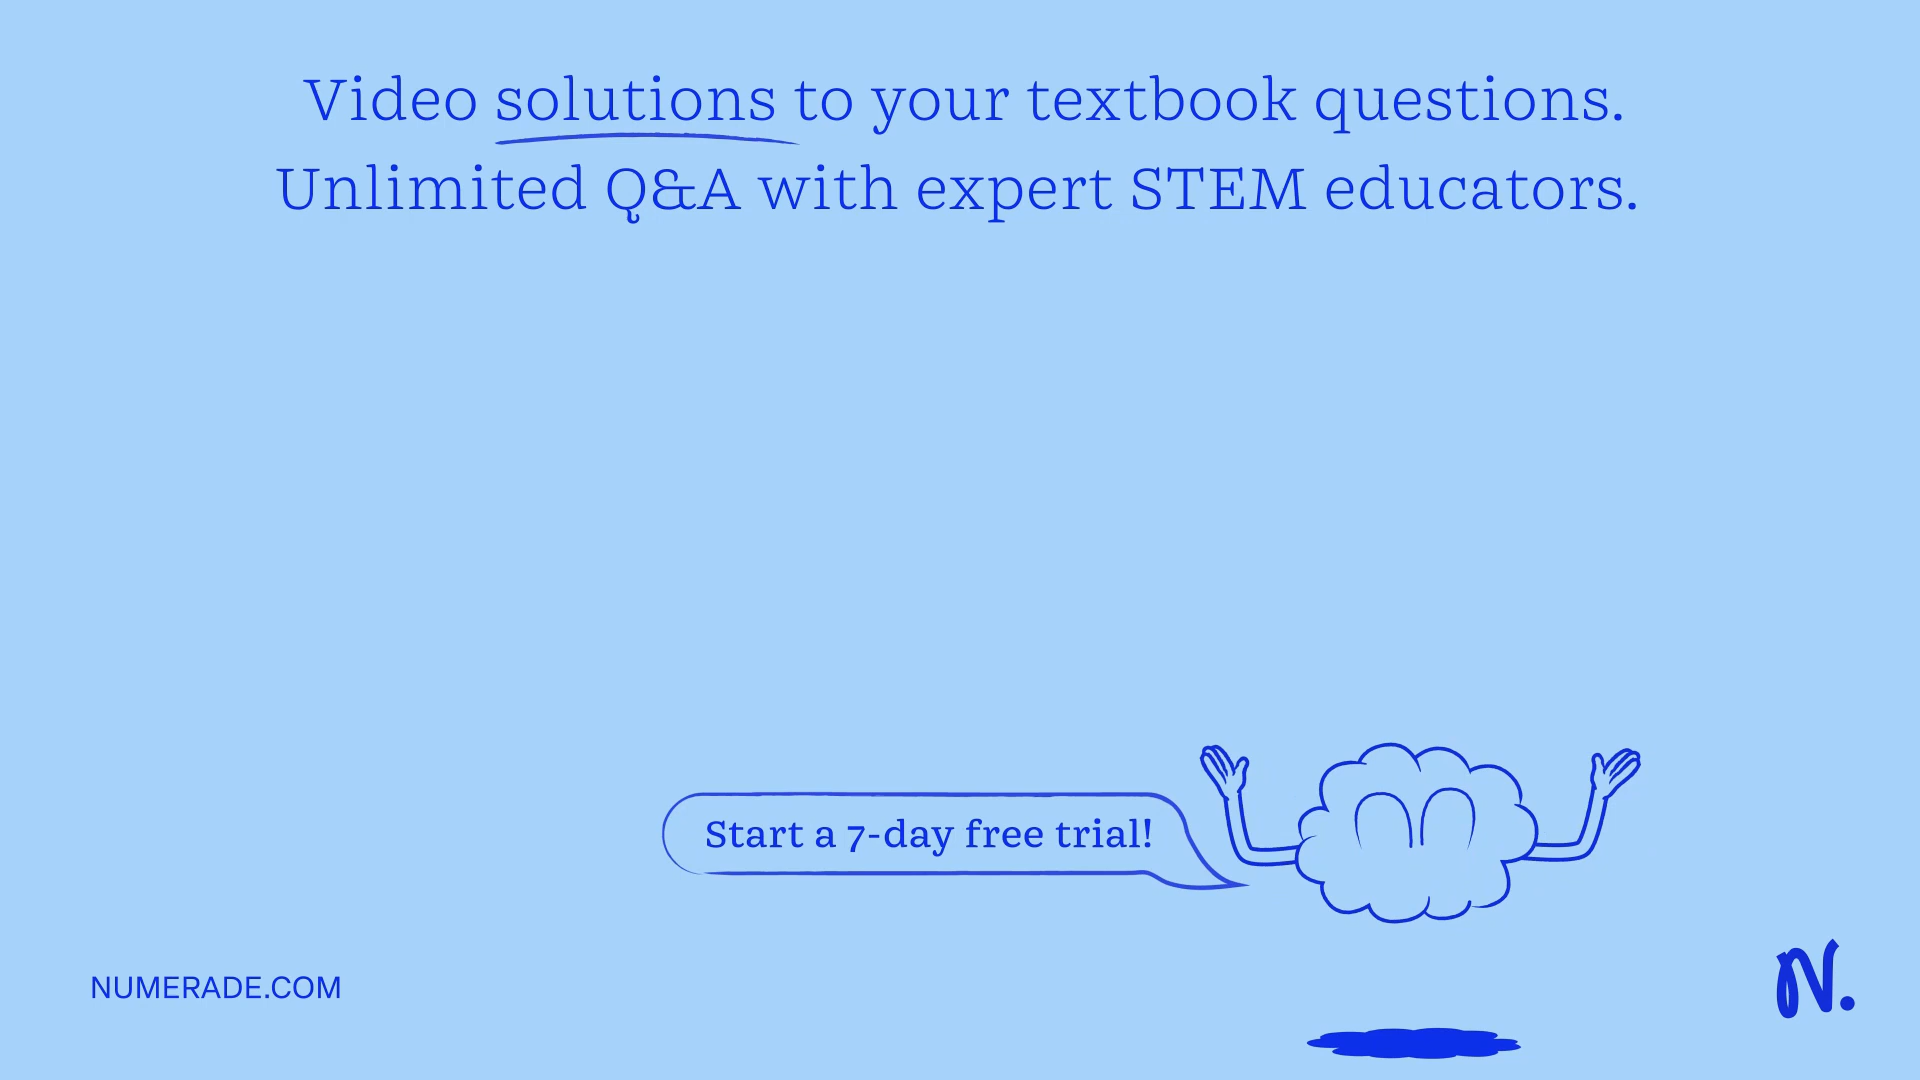 Video solutions to your textbook questions.
Unlimited Q&A with expert STEM educators.
Start a 7-day free trial!
NUMERADE.COM
N.